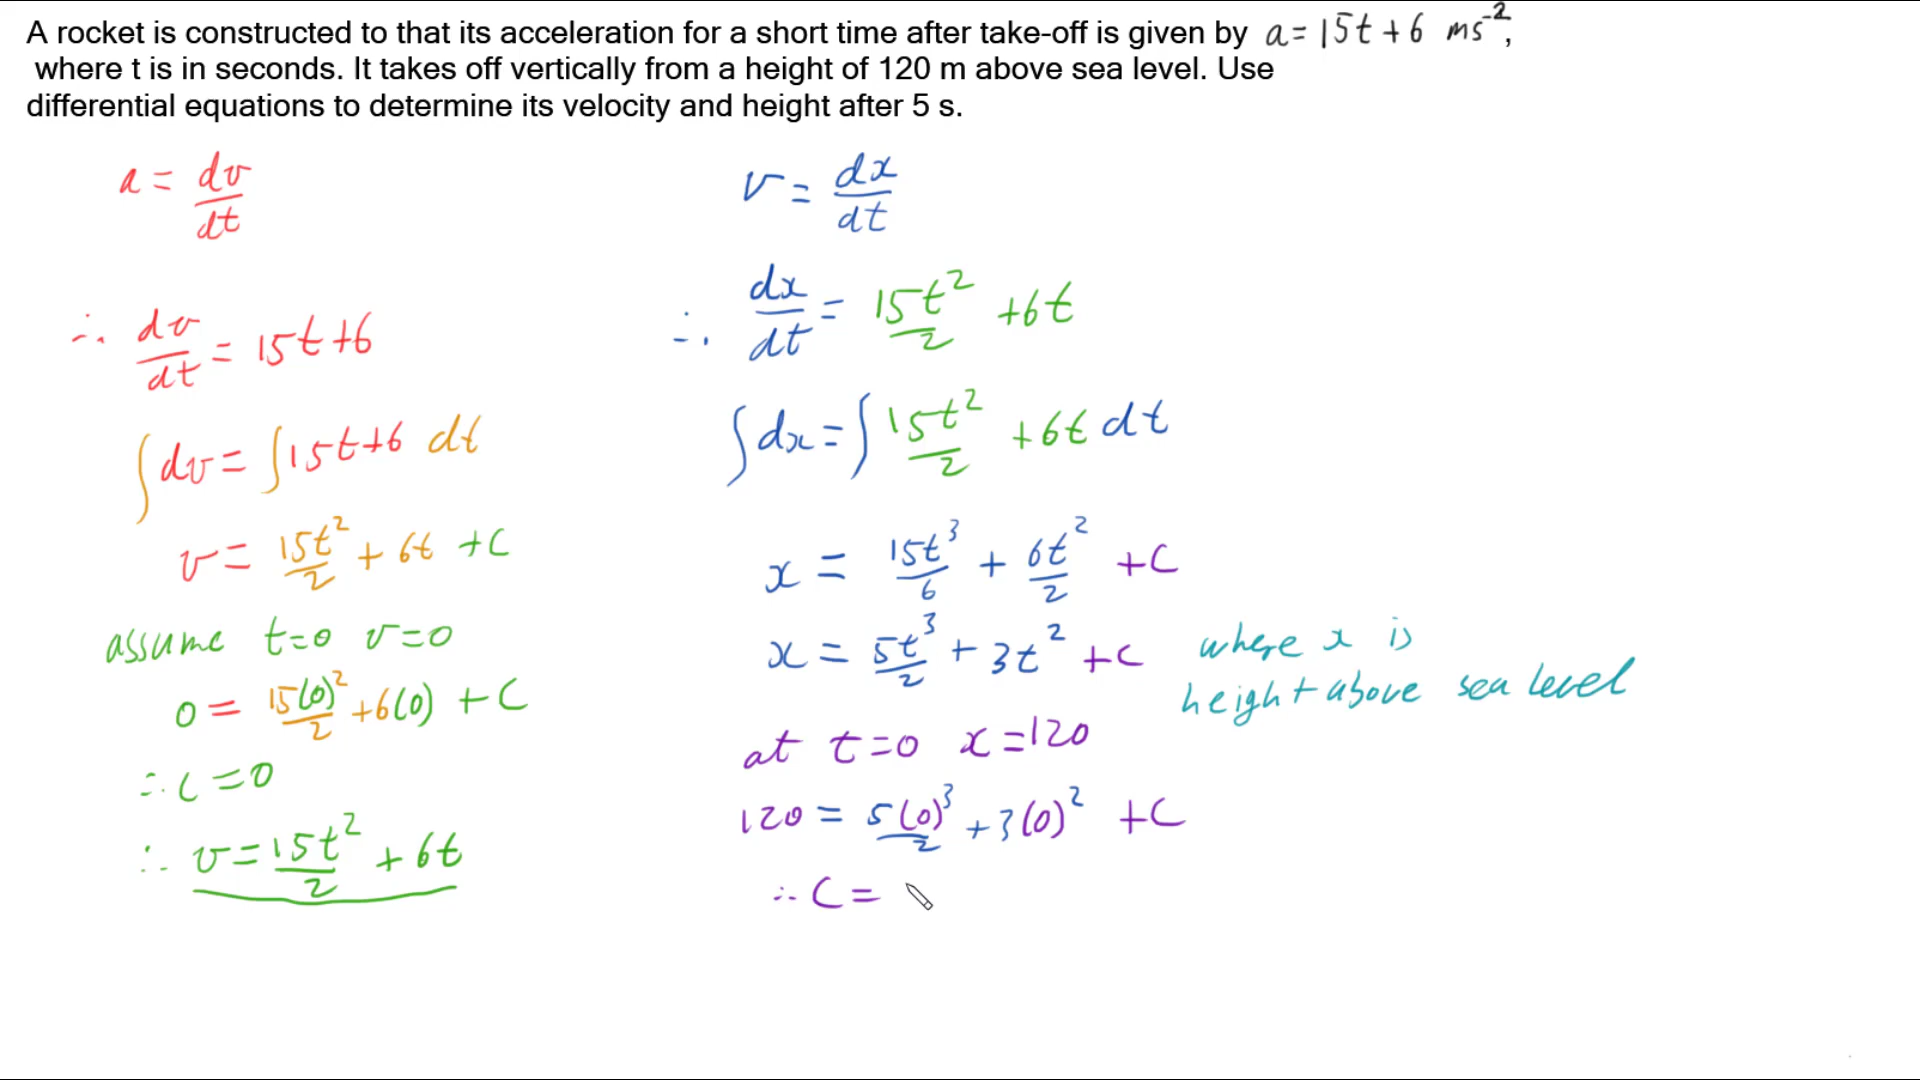 A rocket is constructed to that its acceleration for a short time after take-off is given by a = 15t + 6 ms⁻²,
where t is in seconds. It takes off vertically from a height of 120 m above sea level. Use
differential equations to determine its velocity and height after 5 s.
a = dv/dt
∴ dv/dt = 15t+6
∫dv = ∫15t+6 dt
v = 15t²/2 + 6t + C
assume t=0 v=0
0 = 15(0)²/2 + 6(0) + C
∴ C = 0
∴ v = 15t²/2 + 6t
v = dx/dt
∴ dx/dt = 15t²/2 + 6t
∫dx = ∫15t²/2 + 6t dt
x = 15t³/6 + 6t²/2 + C
x = 5t³/2 + 3t² + C
where x is
height above sea level
at t=0 x=120
120 = 5(0)³/2 + 3(0)² + C
∴ C =